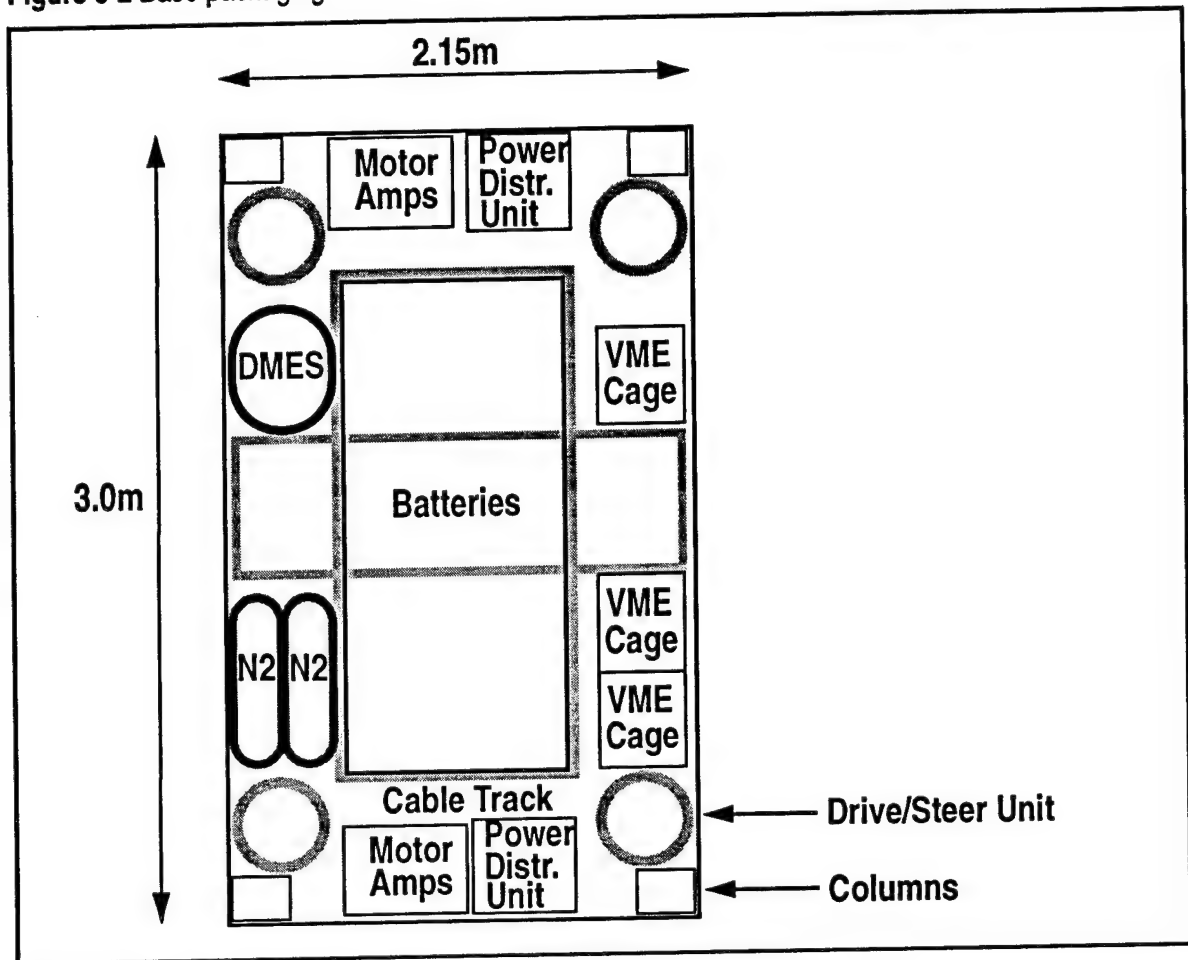 2.15m
Motor
Amps
Power
Distr.
Unit
DMES
VME
Cage
3.0m
Batteries
N2
N2
VME
Cage
VME
Cage
Cable Track
Drive/Steer Unit
Motor
Amps
Power
Distr.
Unit
Columns